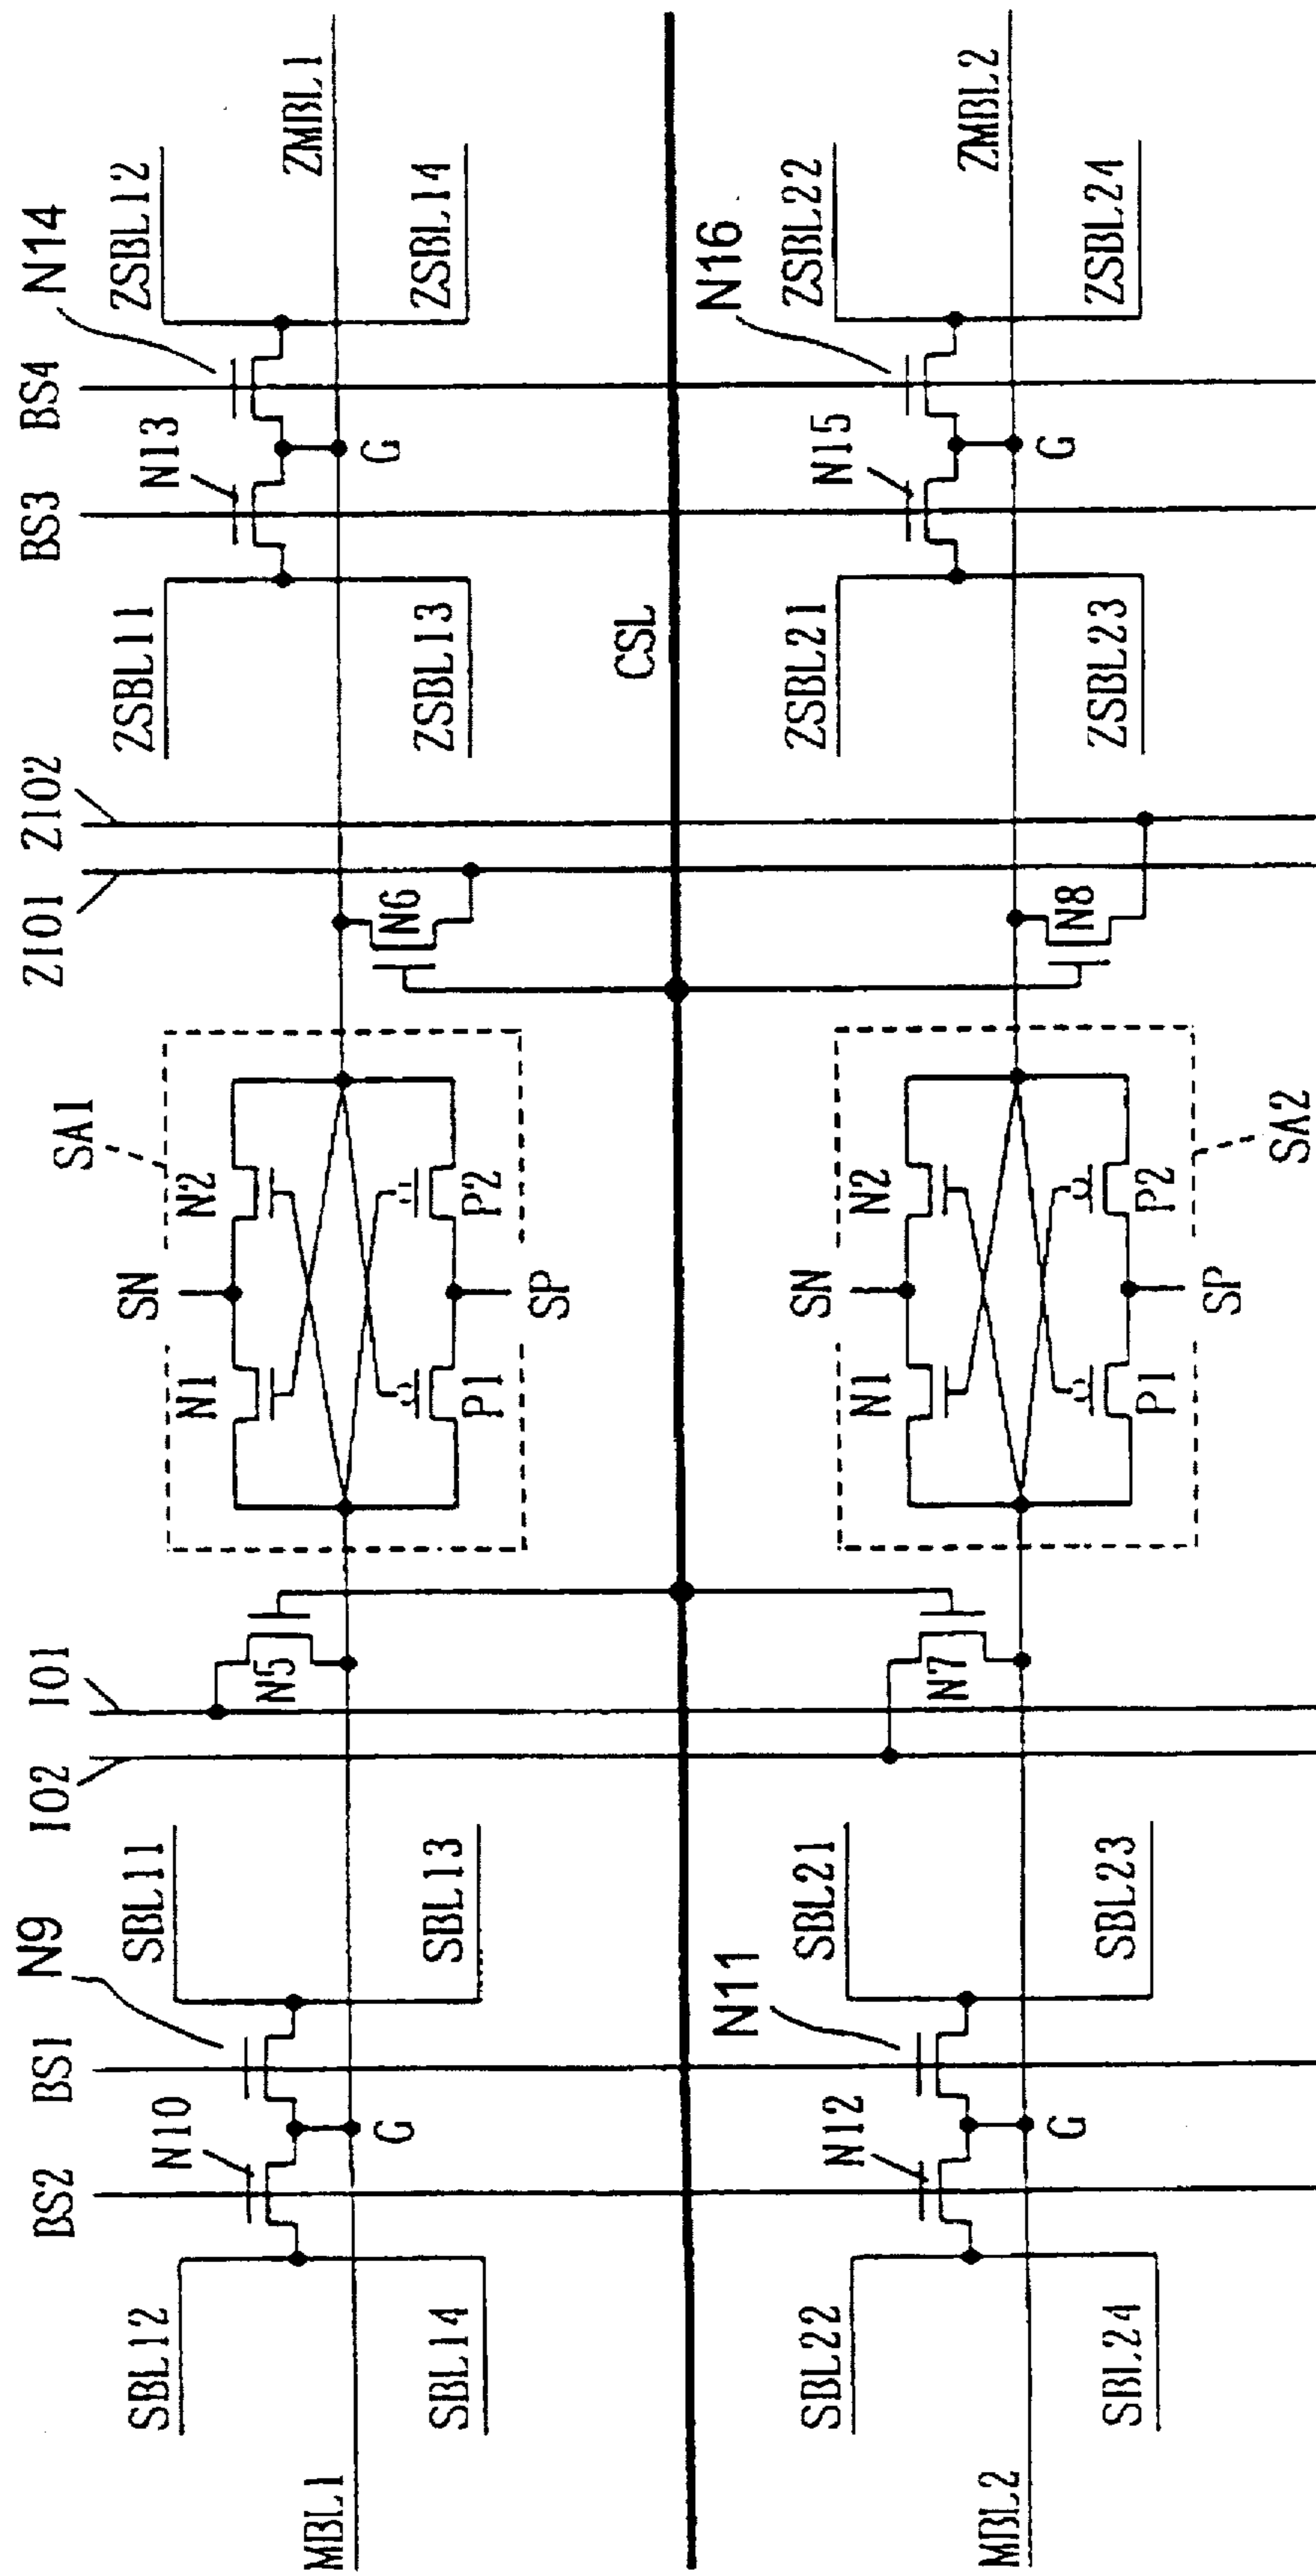 BS2
BS1
N9
IO2
IO1
SA1
ZIO1
ZIO2
BS3
BS4
N14
SBL12
N10
SBL11
SN
ZSBL11
N13
ZSBL12
N1
N2
N5
MBL1
ZMBL1
G
N6
G
SBL14
SBL13
P1
P2
ZSBL13
ZSBL14
SP
CSL
N11
N16
SBL22
N12
SBL21
SN
ZSBL21
N15
ZSBL22
N1
N2
N7
MBL2
ZMBL2
G
N8
G
SBL24
SBL23
P1
P2
ZSBL23
ZSBL24
SP
SA2